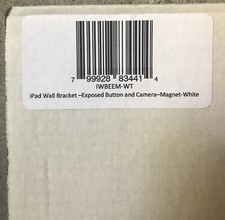 7 99928 83441 4
IWBEEM-WT
iPad Wall Bracket –Exposed Button and Camera–Magnet-White